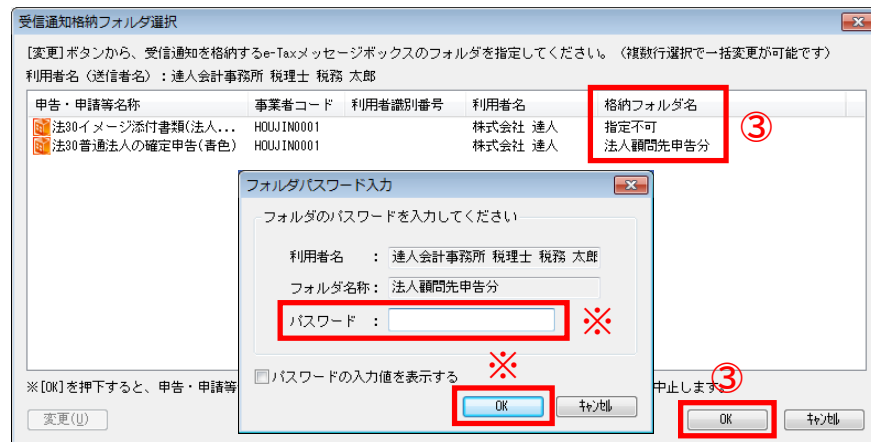 受信通知格納フォルダ選択
[変更]ボタンから、受信通知を格納するe-Taxメッセージボックスのフォルダを指定してください。（複数行選択で一括変更が可能です）
利用者名（送信者名）：達人会計事務所 税理士 税務 太郎
申告・申請等名称 事業者コード 利用者識別番号 利用者名 格納フォルダ名
法30イメージ添付書類(法人... HOUJIN0001 株式会社 達人 指定不可
法30普通法人の確定申告(青色) HOUJIN0001 株式会社 達人 法人顧問先申告分
③
フォルダパスワード入力
フォルダのパスワードを入力してください
利用者名 ： 達人会計事務所 税理士 税務 太郎
フォルダ名称： 法人顧問先申告分
パスワード ： ※
パスワードの入力値を表示する ※
OK キャンセル
※[OK]を押下すると、申告・申請等 中止します。
③
変更(U) OK キャンセル